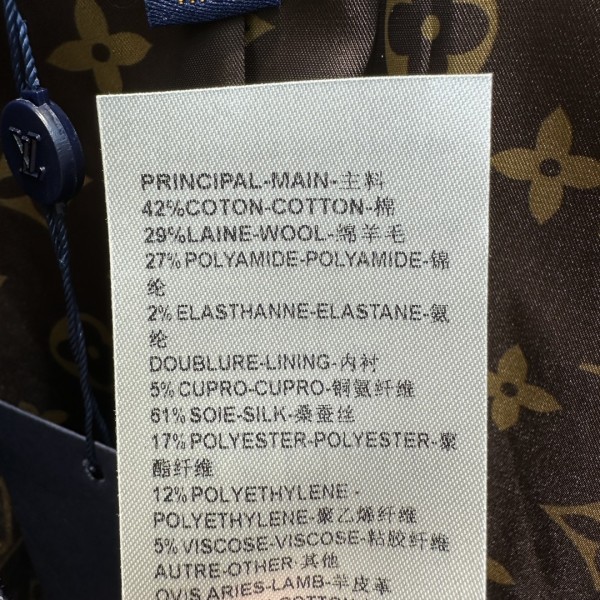 PRINCIPAL-MAIN-主料
42%COTON-COTTON-棉
29%LAINE-WOOL-绵羊毛
27%POLYAMIDE-POLYAMIDE-锦
纶
2% ELASTHANNE-ELASTANE-氨
纶
DOUBLURE-LINING-内衬
5% CUPRO-CUPRO-铜氨纤维
61% SOIE-SILK-桑蚕丝
17% POLYESTER-POLYESTER-聚
酯纤维
12% POLYETHYLENE -
POLYETHYLENE-聚乙烯纤维
5% VISCOSE-VISCOSE-粘胶纤维
AUTRE-OTHER-其他
OVIS ARIES-LAMB-羊皮革
LV